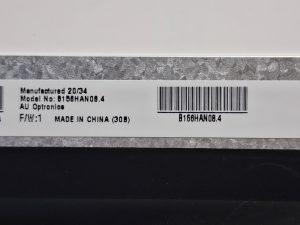 Manufactured 20/34
Model No: B156HAN08.4
AU Optronics
F/W:1 MADE IN CHINA (308)
B156HAN08.4